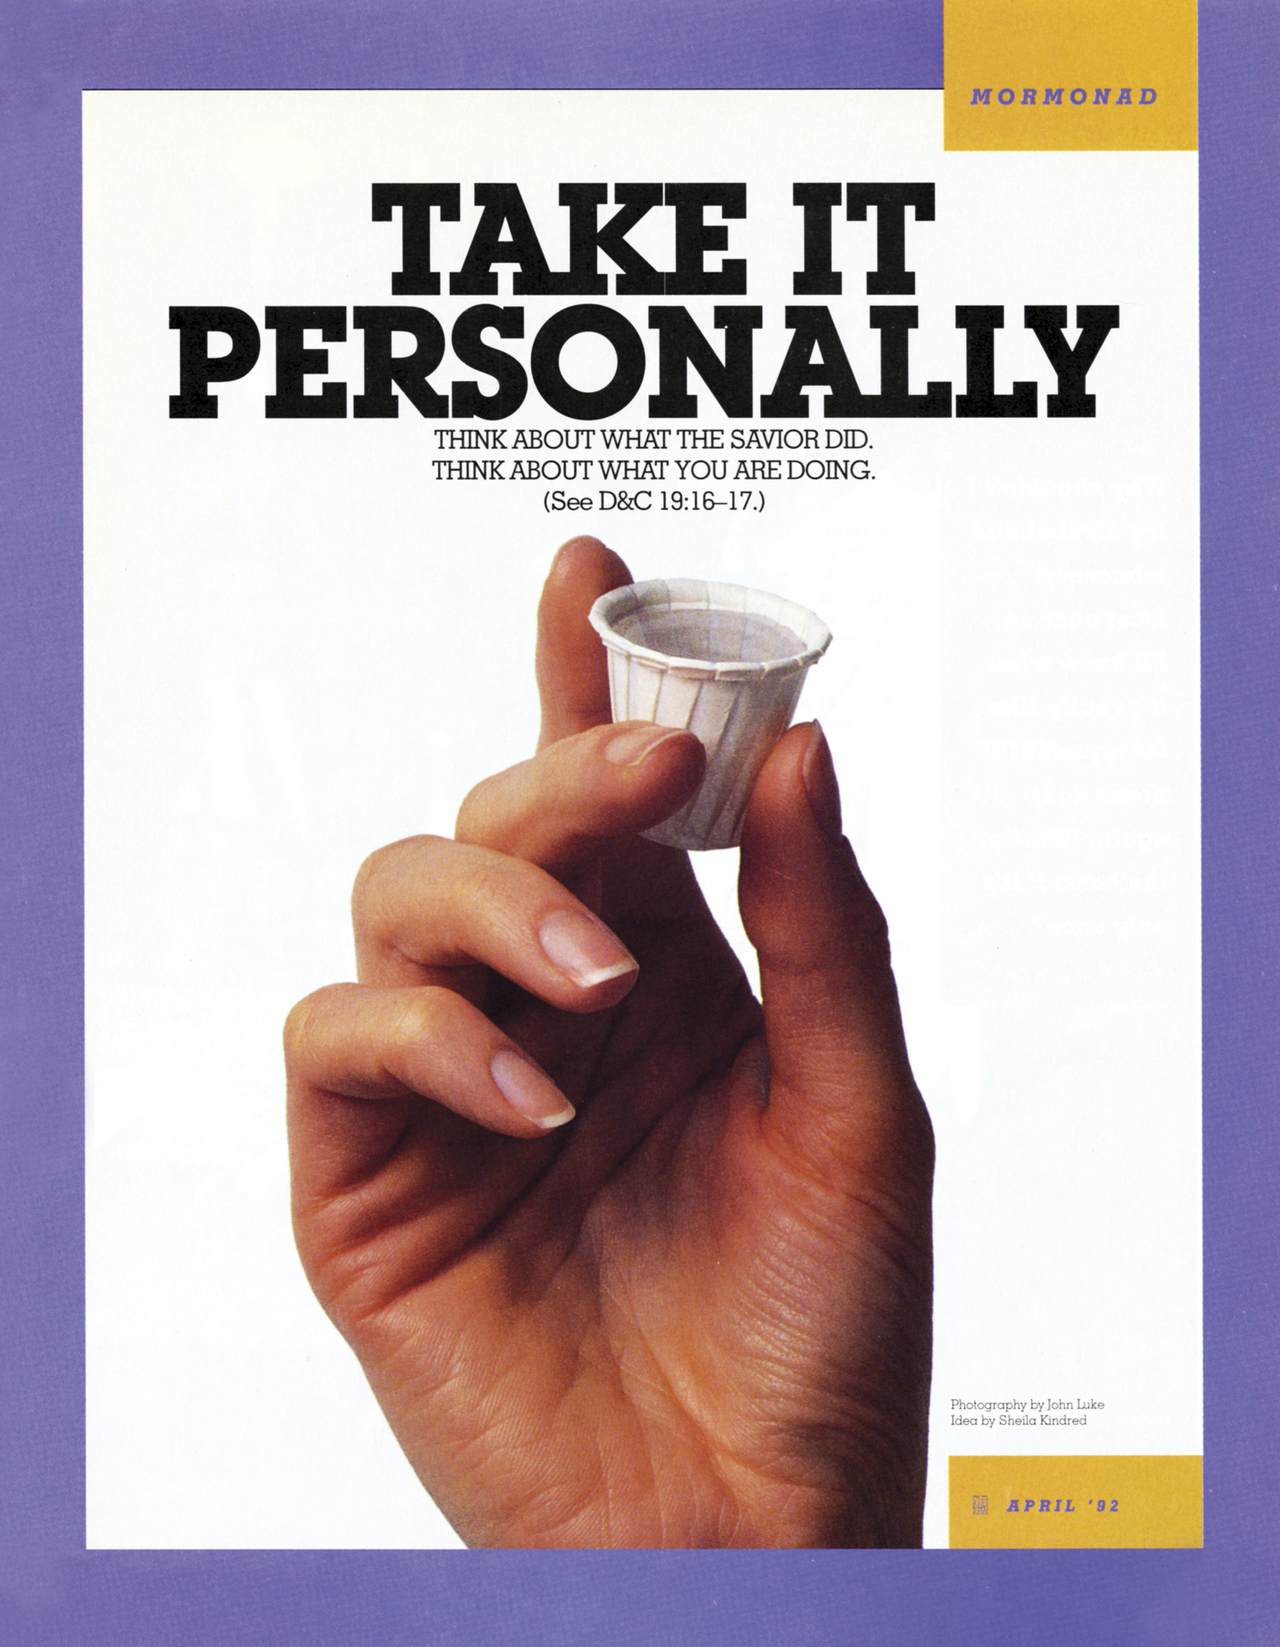 MORMONAD
TAKE IT
PERSONALLY
THINK ABOUT WHAT THE SAVIOR DID.
THINK ABOUT WHAT YOU ARE DOING.
(See D&C 19:16–17.)
Photography by John Luke
Idea by Sheila Kindred
APRIL ’92